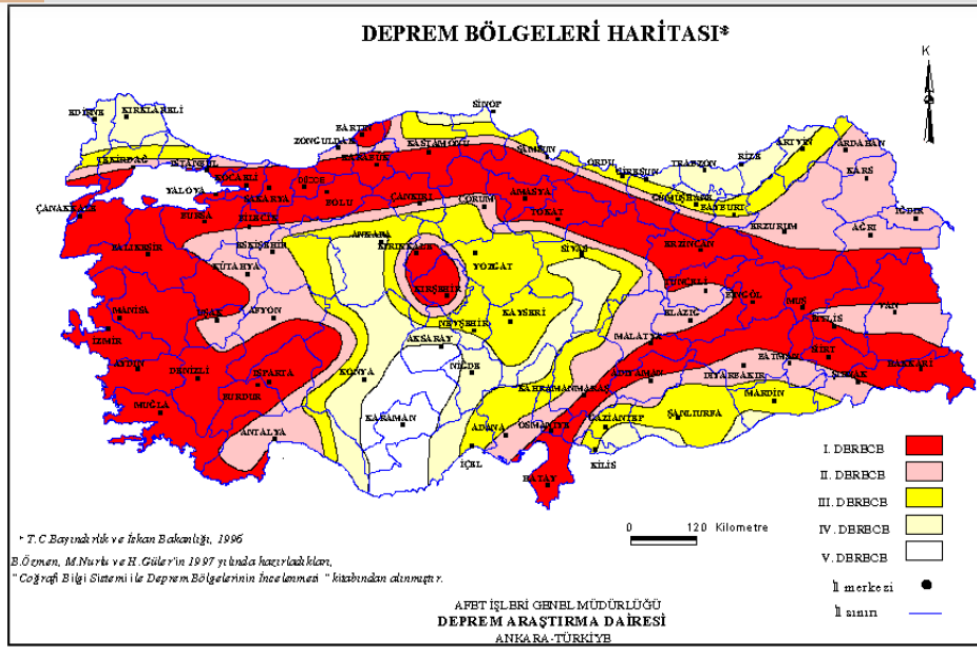 DEPREM BÖLGELERİ HARİTASI*
K
SİNOP
EDİRNE
KIRKLARELİ
BARTIN
ZONGULDAK
KASTAMONU
KARABÜK
SAMSUN
ORDU
GİRESUN
TRABZON
RİZE
ARTVİN
ARDAHAN
KARS
TEKİRDAĞ
İSTANBUL
KOCAELİ
YALOVA
SAKARYA
DÜZCE
BOLU
ÇANKIRI
ÇORUM
AMASYA
TOKAT
GÜMÜŞHANE
BAYBURT
ERZURUM
IĞDIR
AĞRI
ÇANAKKALE
BURSA
BİLECİK
ESKİŞEHİR
ANKARA
KIRIKKALE
YOZGAT
SİVAS
ERZİNCAN
BALIKESİR
KÜTAHYA
KIRŞEHİR
TUNCELİ
BİNGÖL
MUŞ
VAN
MANİSA
UŞAK
AFYON
NEVŞEHİR
KAYSERİ
MALATYA
ELAZIĞ
BİTLİS
İZMİR
AKSARAY
SİİRT
BATMAN
AYDIN
DENİZLİ
ISPARTA
BURDUR
KONYA
NİĞDE
KAHRAMANMARAŞ
ADIYAMAN
DİYARBAKIR
ŞIRNAK
HAKKARİ
MUĞLA
ANTALYA
KARAMAN
ADANA
OSMANİYE
GAZİANTEP
ŞANLIURFA
MARDİN
İÇEL
KİLİS
HATAY
I. DERECE
II. DERECE
III. DERECE
IV. DERECE
V. DERECE
İl merkezi
İl sınırı
0 120 Kilometre
* T.C.Bayındırlık ve İskan Bakanlığı, 1996
B.Özmen, M.Nurlu ve H.Güler'in 1997 yılında hazırladıkları,
"Coğrafi Bilgi Sistemi ile Deprem Bölgelerinin İncelenmesi " kitabından alınmıştır.
AFET İŞLERİ GENEL MÜDÜRLÜĞÜ
DEPREM ARAŞTIRMA DAİRESİ
ANKARA-TÜRKİYE